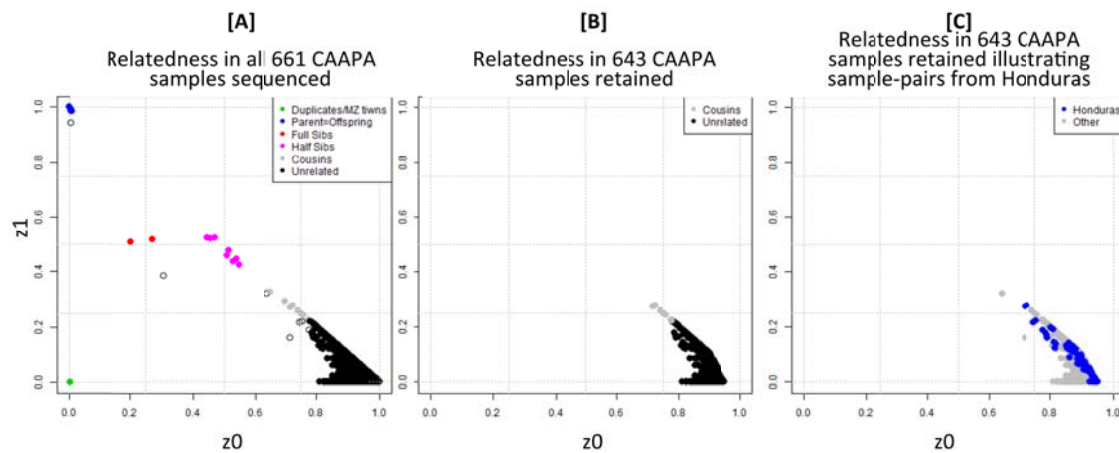 [A]
Relatedness in all 661 CAAPA
samples sequenced
z1
1.0
0.8
0.6
0.4
0.2
0.0
Duplicates/MZ tiwns
Parent=Offspring
Full Sibs
Half Sibs
Cousins
Unrelated
0.0 0.2 0.4 0.6 0.8 1.0
z0
[B]
Relatedness in 643 CAAPA
samples retained
1.0
0.8
0.6
0.4
0.2
0.0
Cousins
Unrelated
0.0 0.2 0.4 0.6 0.8 1.0
z0
[C]
Relatedness in 643 CAAPA
samples retained illustrating
sample-pairs from Honduras
1.0
0.8
0.6
0.4
0.2
0.0
Honduras
Other
0.0 0.2 0.4 0.6 0.8 1.0
z0